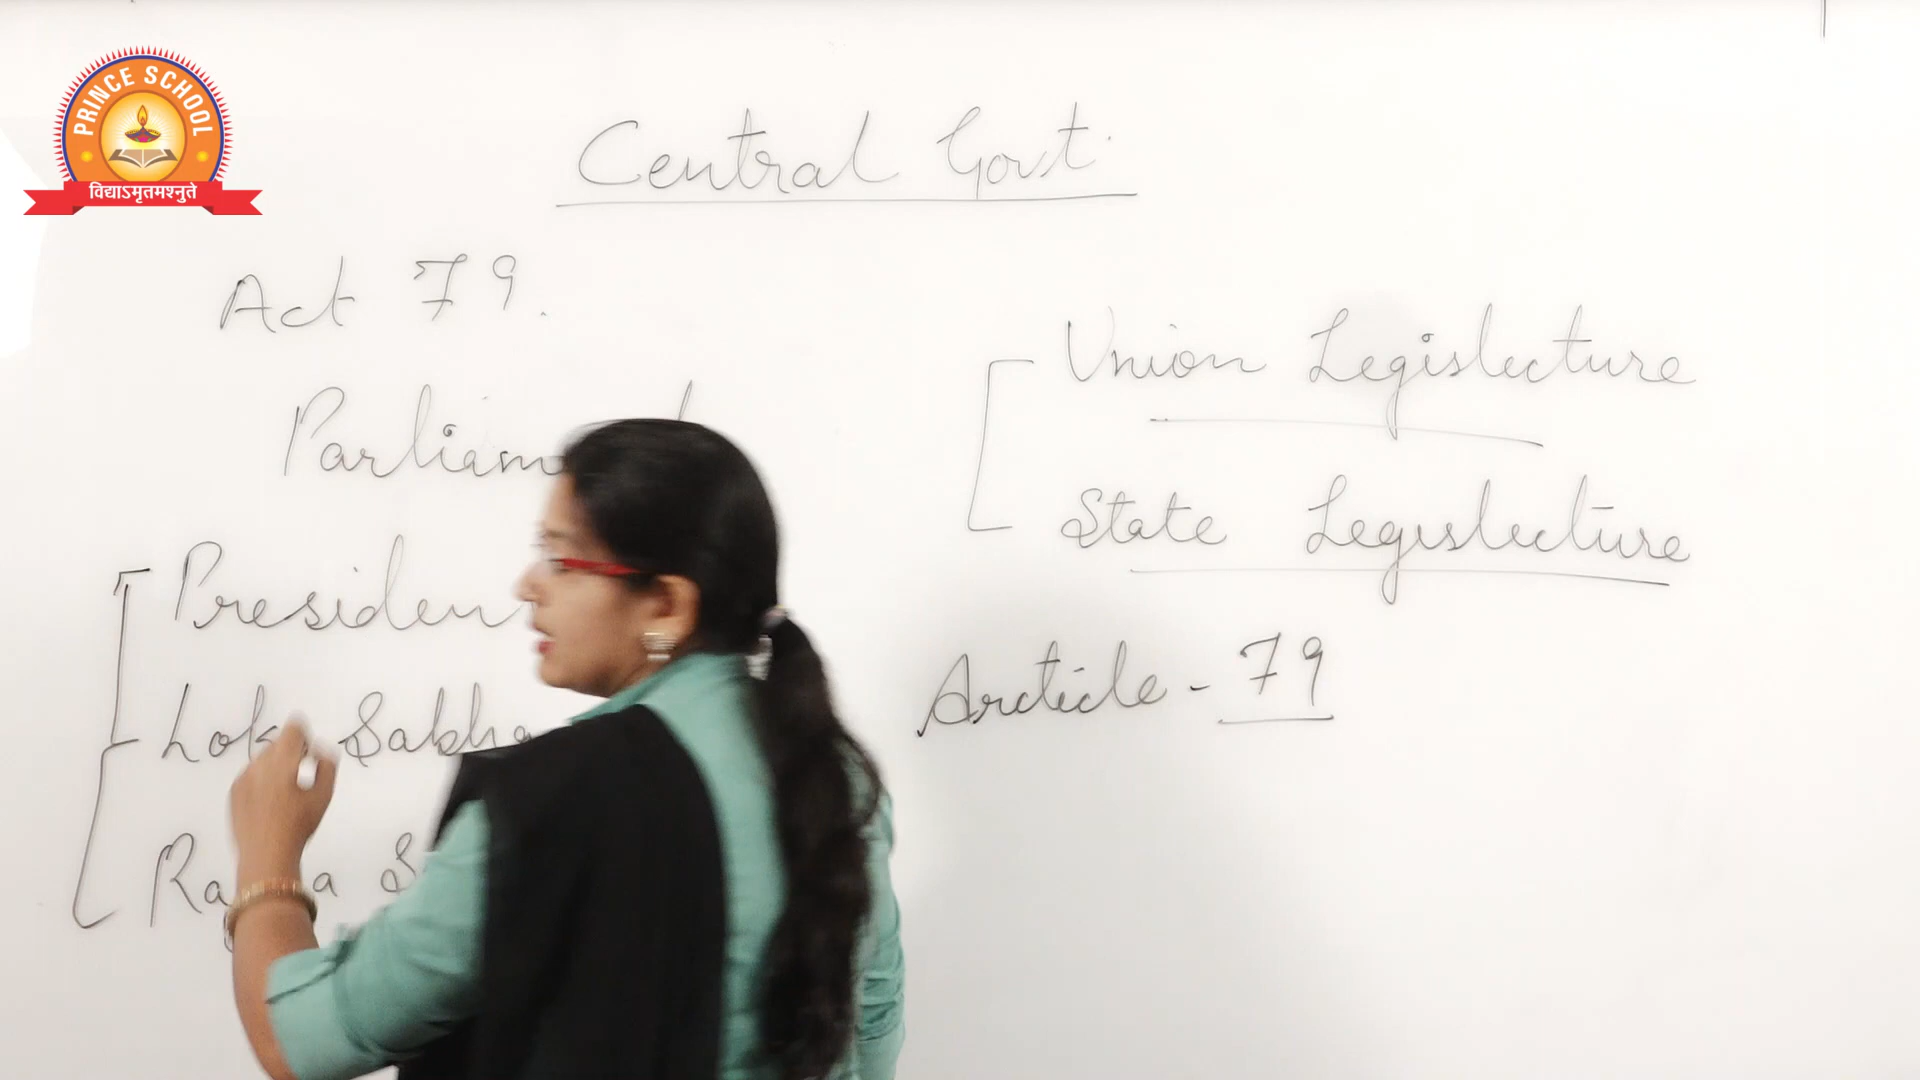 PRINCE SCHOOL
विद्याऽमृतमश्नुते
Central Govt.
Act 79.
Parliam
Presiden
Lok Sabha
Ra a S
Union Legislecture
State Legislecture
Article - 79